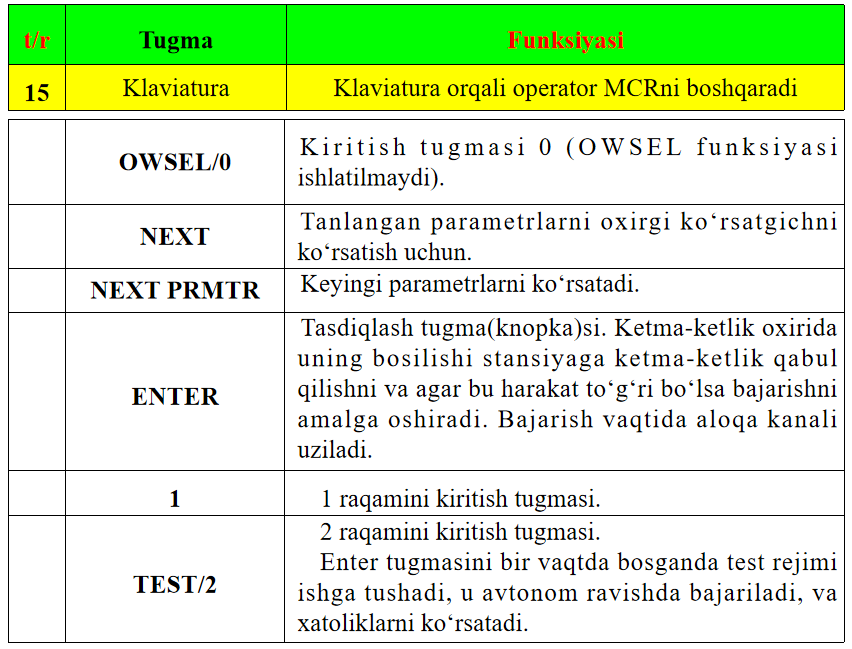 t/r Tugma Funksiyasi
15 Klaviatura Klaviatura orqali operator MCRni boshqaradi
OWSEL/0 Kiritish tugmasi 0 (OWSEL funksiyasi
ishlatilmaydi).
NEXT Tanlangan parametrlarni oxirgi ko‘rsatgichni
ko‘rsatish uchun.
NEXT PRMTR Keyingi parametrlarni ko‘rsatadi.
ENTER Tasdiqlash tugma(knopka)si. Ketma-ketlik oxirida
uning bosilishi stansiyaga ketma-ketlik qabul
qilishni va agar bu harakat to‘g‘ri bo‘lsa bajarishni
amalga oshiradi. Bajarish vaqtida aloqa kanali
uziladi.
1 1 raqamini kiritish tugmasi.
TEST/2 2 raqamini kiritish tugmasi.
Enter tugmasini bir vaqtda bosganda test rejimi
ishga tushadi, u avtonom ravishda bajariladi, va
xatoliklarni ko‘rsatadi.